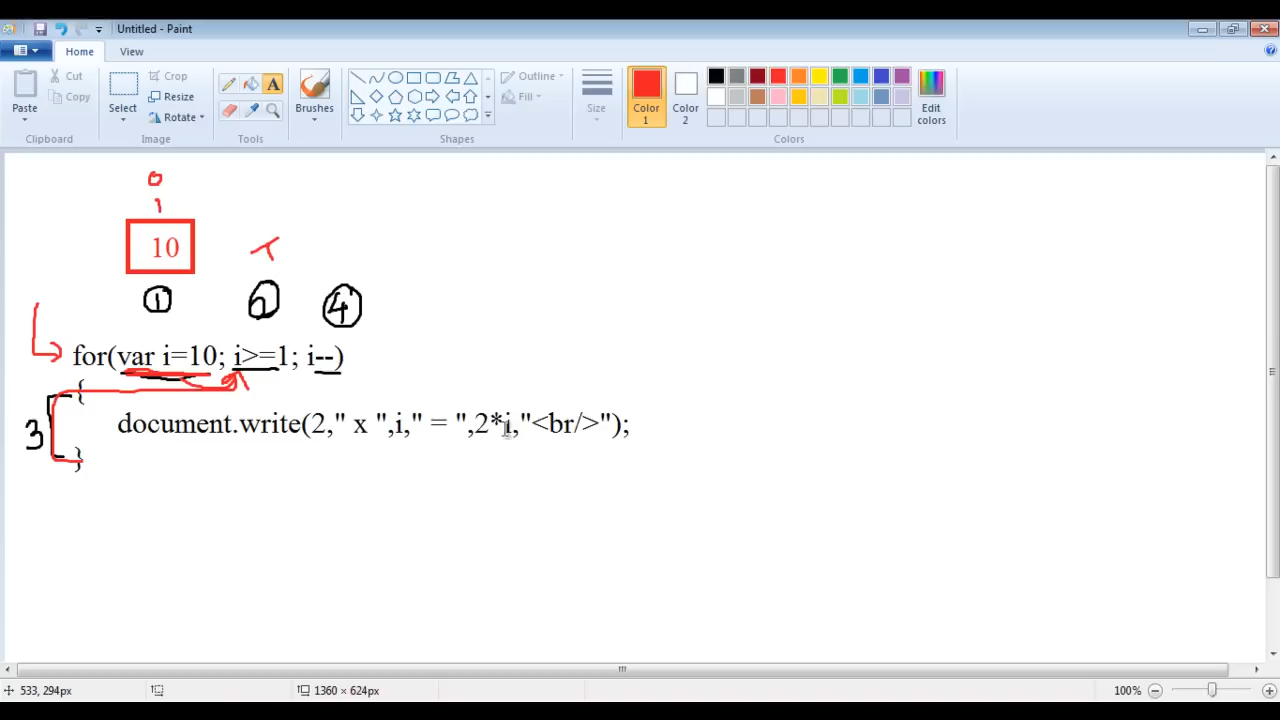 Untitled - Paint
Home View
Paste Cut Copy
Select Crop Resize Rotate
Brushes
Outline Fill
Size
Color 1
Color 2
Edit colors
Clipboard Image Tools Shapes Colors
0
1
10 T
1 2 4
for(var i=10; i>=1; i--)
{
3 document.write(2," x ",i," = ",2*i,"<br/>");
}
533, 294px 1360 x 624px 100%